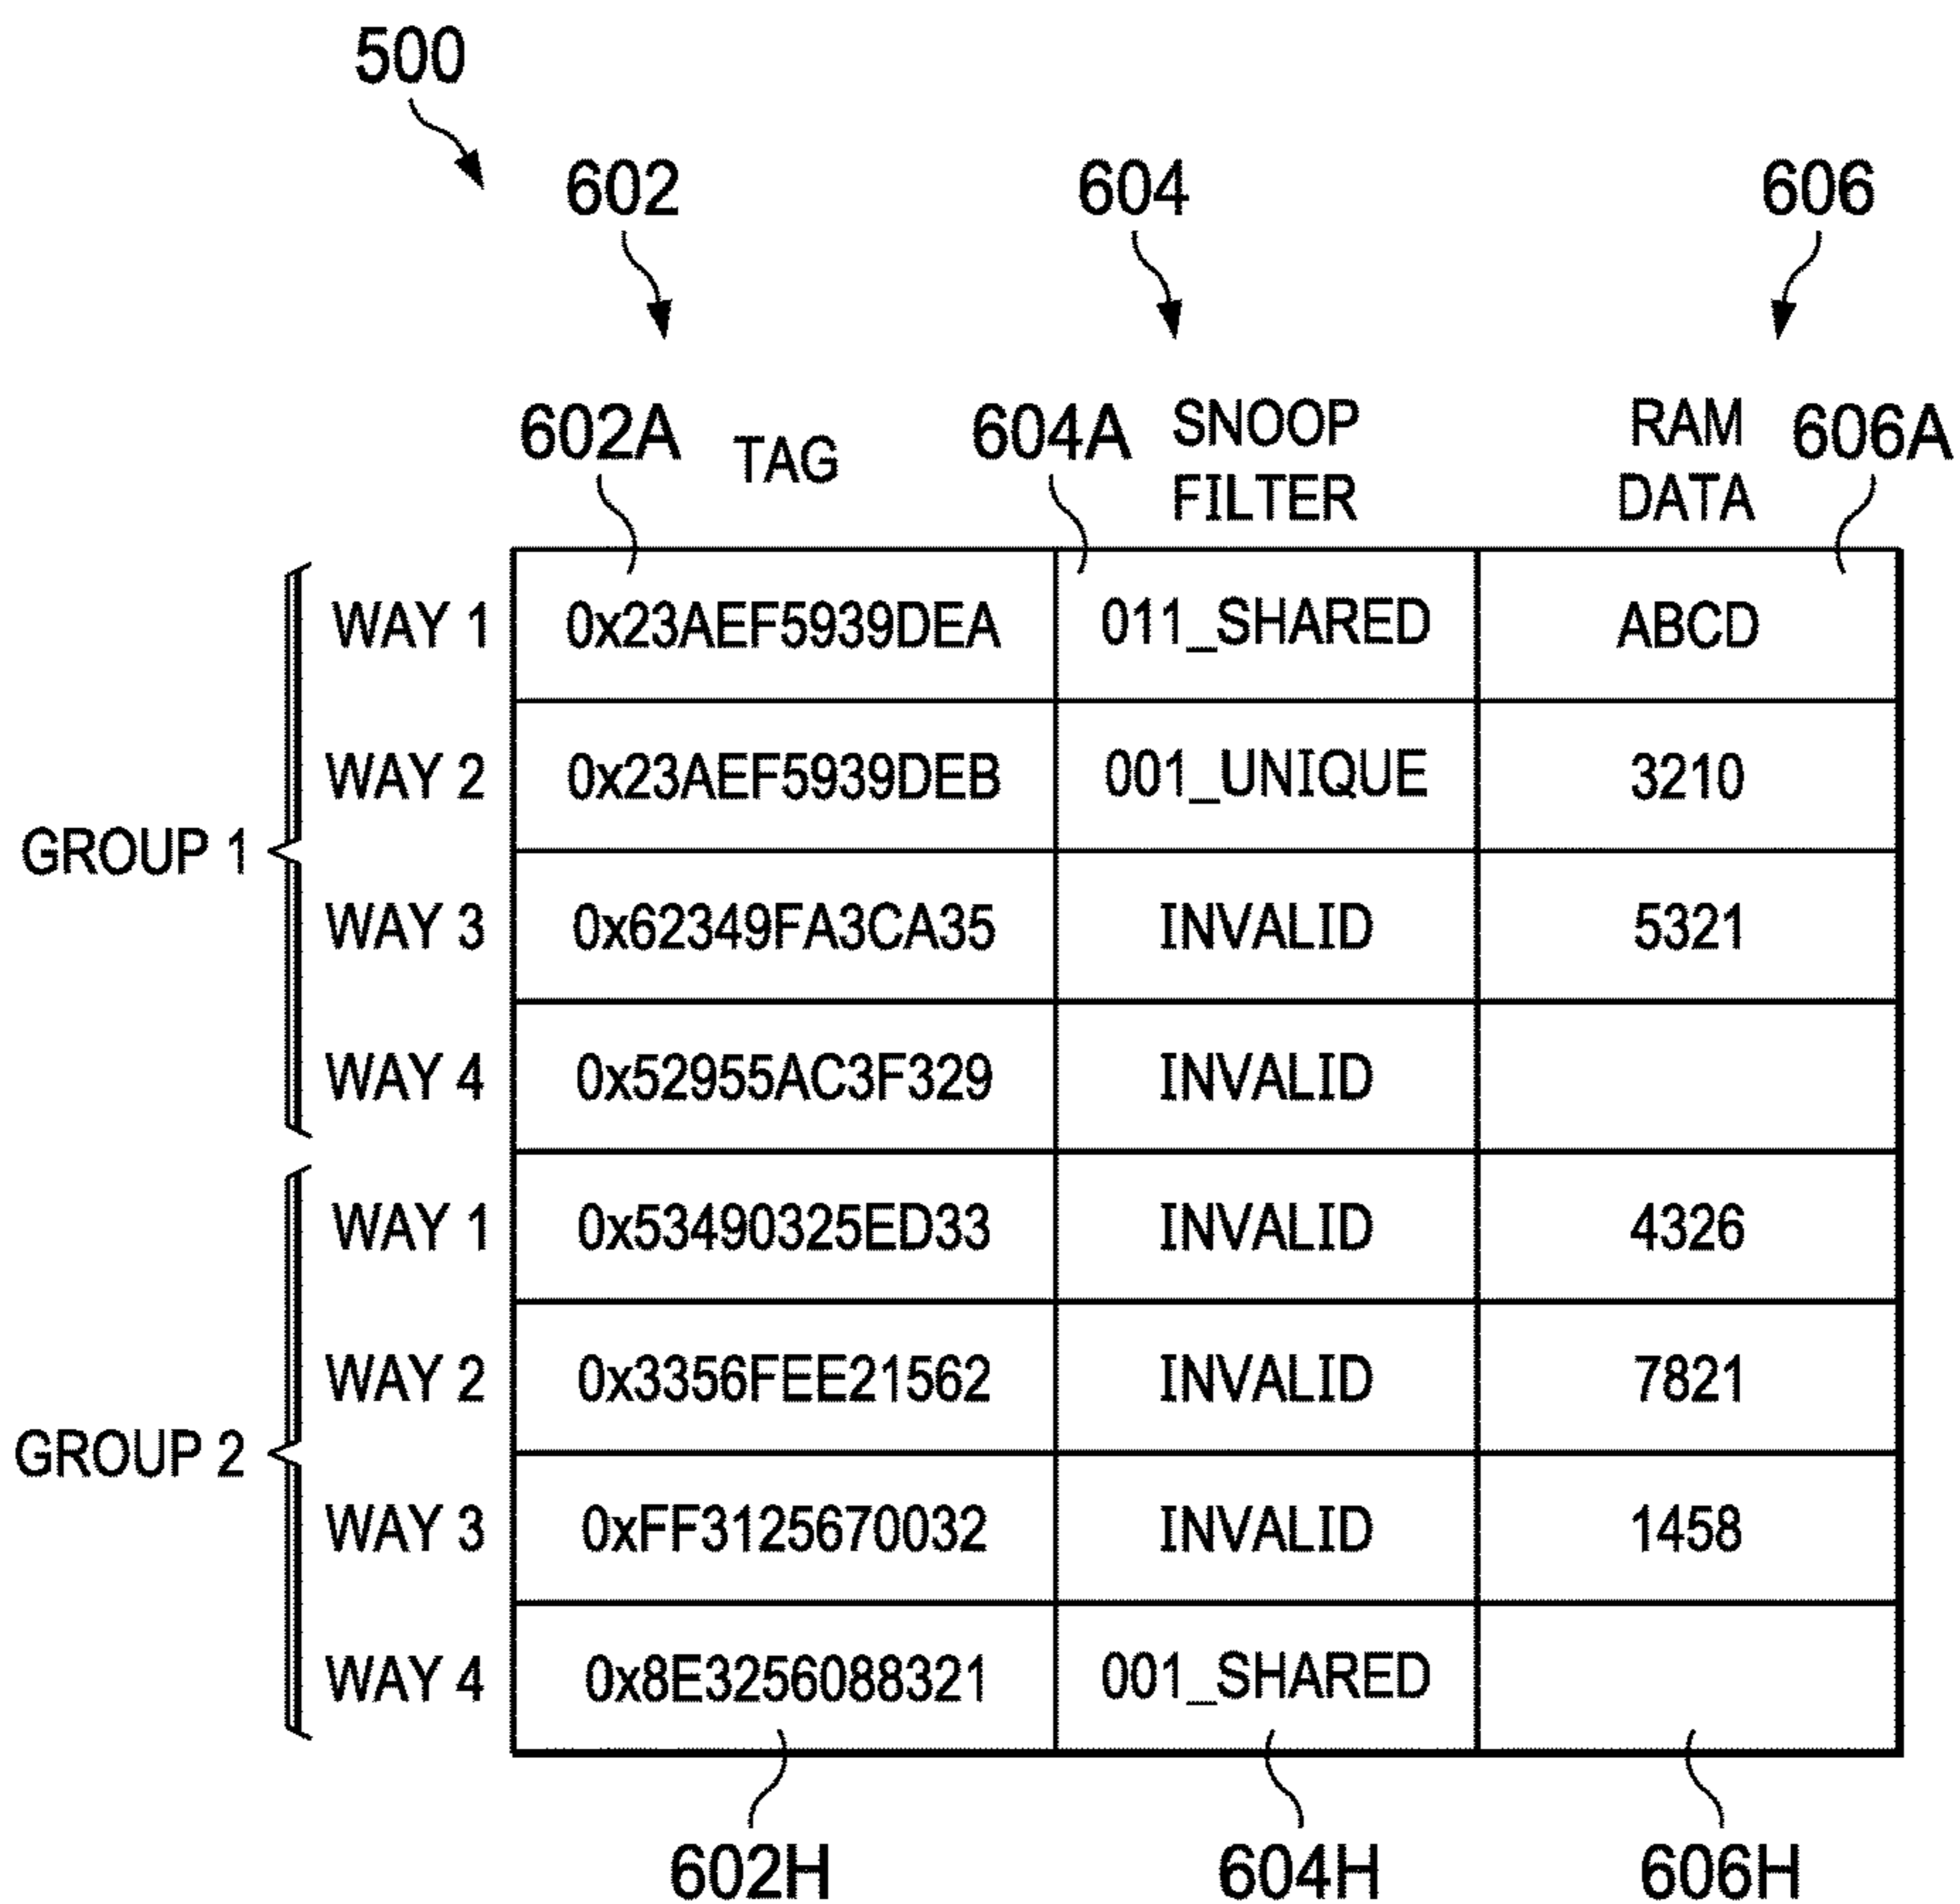 500
602 604 606
602A TAG 604A SNOOP FILTER RAM DATA 606A
WAY 1 0x23AEF5939DEA 011_SHARED ABCD
WAY 2 0x23AEF5939DEB 001_UNIQUE 3210
GROUP 1
WAY 3 0x62349FA3CA35 INVALID 5321
WAY 4 0x52955AC3F329 INVALID
WAY 1 0x53490325ED33 INVALID 4326
WAY 2 0x3356FEE21562 INVALID 7821
GROUP 2
WAY 3 0xFF3125670032 INVALID 1458
WAY 4 0x8E3256088321 001_SHARED
602H 604H 606H